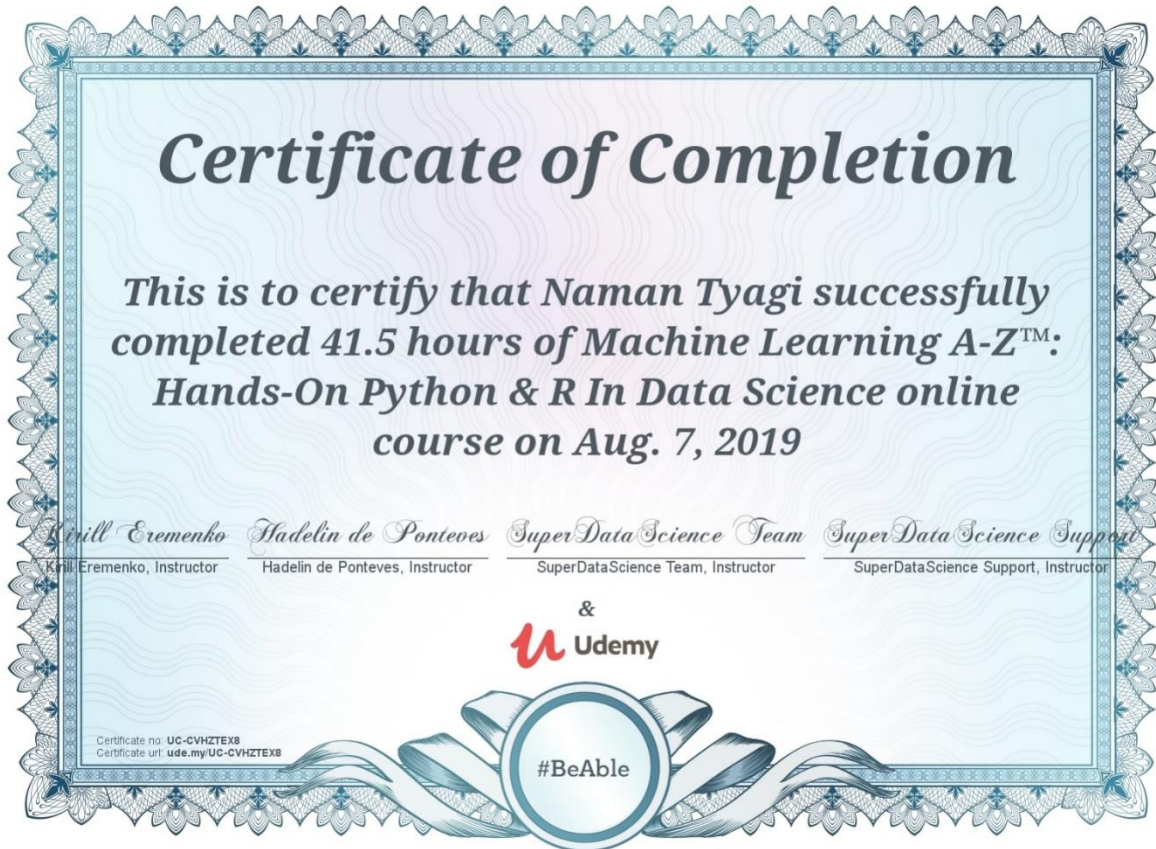 Certificate of Completion
This is to certify that Naman Tyagi successfully
completed 41.5 hours of Machine Learning A-Z™:
Hands-On Python & R In Data Science online
course on Aug. 7, 2019
Kirill Eremenko Hadelin de Ponteves SuperDataScience Team SuperDataScience Support
Kirill Eremenko, Instructor Hadelin de Ponteves, Instructor SuperDataScience Team, Instructor SuperDataScience Support, Instructor
&
Udemy
Certificate no: UC-CVHZTEX8
Certificate url: ude.my/UC-CVHZTEX8
#BeAble